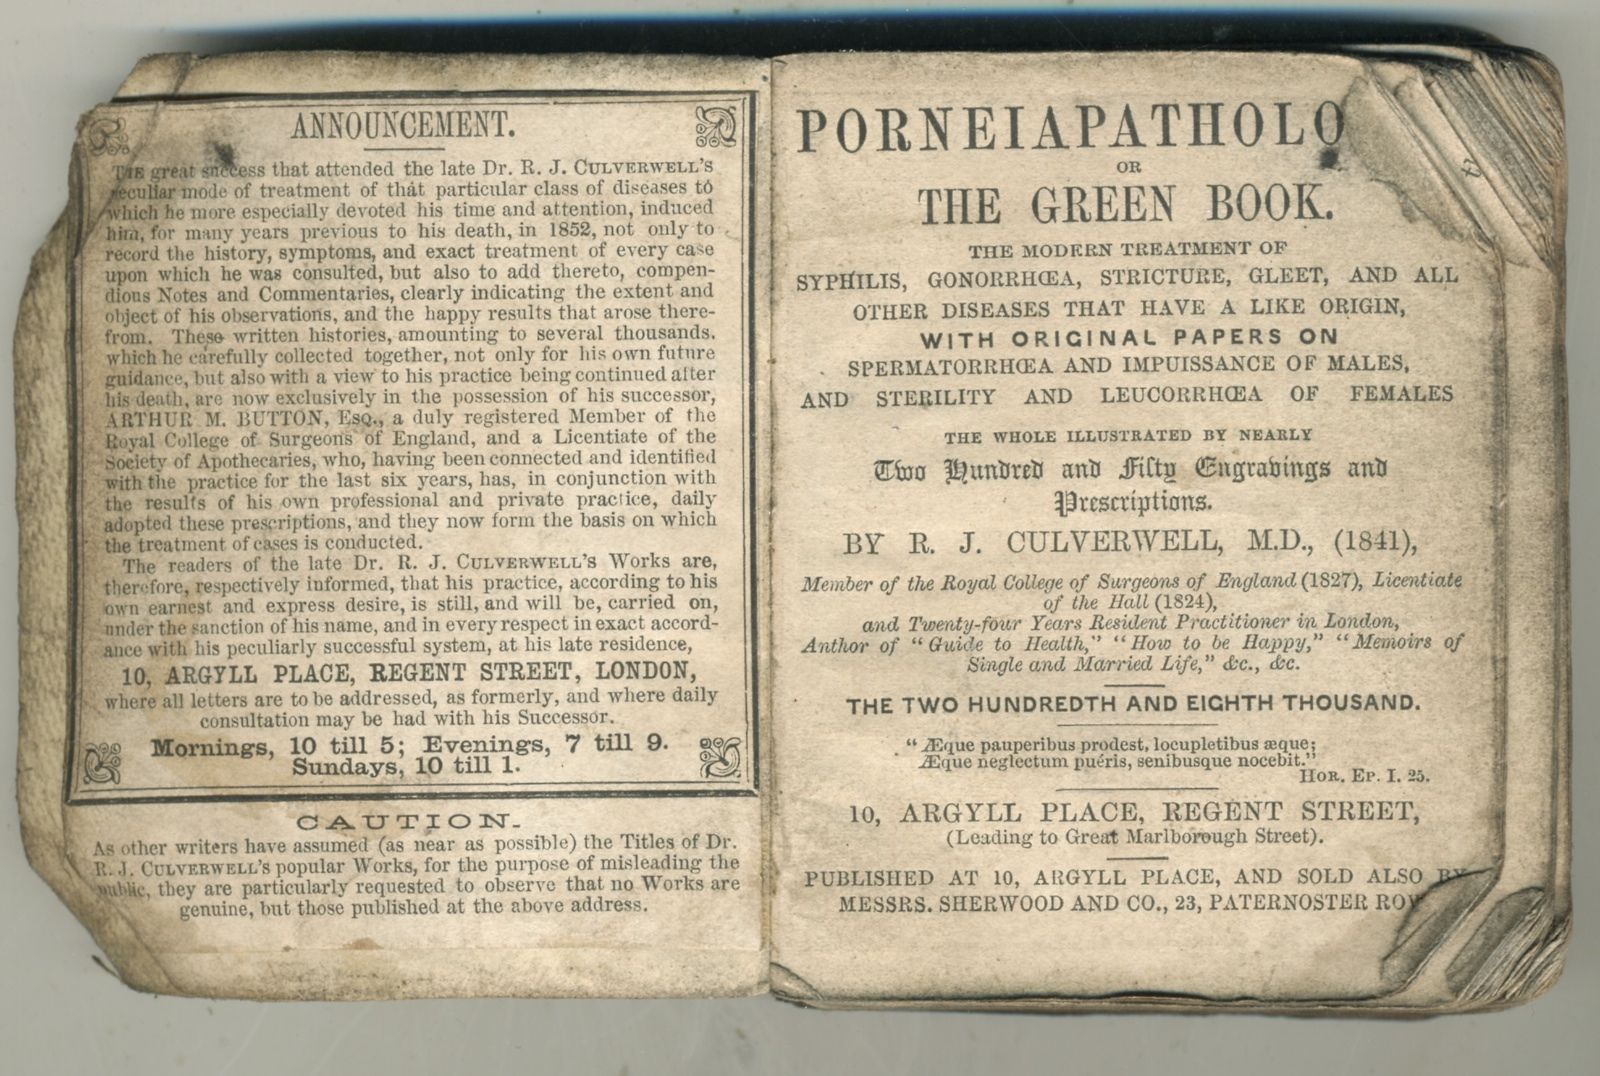 ANNOUNCEMENT.
THE great success that attended the late Dr. R. J. CULVERWELL'S
peculiar mode of treatment of that particular class of diseases to
which he more especially devoted his time and attention, induced
him, for many years previous to his death, in 1852, not only to
record the history, symptoms, and exact treatment of every case
upon which he was consulted, but also to add thereto, compen-
dious Notes and Commentaries, clearly indicating the extent and
object of his observations, and the happy results that arose there-
from. These written histories, amounting to several thousands.
which he carefully collected together, not only for his own future
guidance, but also with a view to his practice being continued after
his death, are now exclusively in the possession of his successor,
ARTHUR M. BUTTON, ESQ., a duly registered Member of the
Royal College of Surgeons of England, and a Licentiate of the
Society of Apothecaries, who, having been connected and identified
with the practice for the last six years, has, in conjunction with
the results of his own professional and private practice, daily
adopted these prescriptions, and they now form the basis on which
the treatment of cases is conducted.
The readers of the late Dr. R. J. CULVERWELL'S Works are,
therefore, respectively informed, that his practice, according to his
own earnest and express desire, is still, and will be, carried on,
under the sanction of his name, and in every respect in exact accord-
ance with his peculiarly successful system, at his late residence,
10, ARGYLL PLACE, REGENT STREET, LONDON,
where all letters are to be addressed, as formerly, and where daily
consultation may be had with his Successor.
Mornings, 10 till 5; Evenings, 7 till 9.
Sundays, 10 till 1.
CAUTION.
As other writers have assumed (as near as possible) the Titles of Dr.
R. J. CULVERWELL'S popular Works, for the purpose of misleading the
public, they are particularly requested to observe that no Works are
genuine, but those published at the above address.
PORNEIAPATHOLO
OR
THE GREEN BOOK.
THE MODERN TREATMENT OF
SYPHILIS, GONORRHŒA, STRICTURE, GLEET, AND ALL
OTHER DISEASES THAT HAVE A LIKE ORIGIN,
WITH ORIGINAL PAPERS ON
SPERMATORRHŒA AND IMPUISSANCE OF MALES,
AND STERILITY AND LEUCORRHŒA OF FEMALES
THE WHOLE ILLUSTRATED BY NEARLY
Two Hundred and Fifty Engravings and
Prescriptions.
BY R. J. CULVERWELL, M.D., (1841),
Member of the Royal College of Surgeons of England (1827), Licentiate
of the Hall (1824),
and Twenty-four Years Resident Practitioner in London,
Author of "Guide to Health," "How to be Happy," "Memoirs of
Single and Married Life," &c., &c.
THE TWO HUNDREDTH AND EIGHTH THOUSAND.
"Æque pauperibus prodest, locupletibus æque;
Æque neglectum puéris, senibusque nocebit."
HOR. EP. I. 25.
10, ARGYLL PLACE, REGENT STREET,
(Leading to Great Marlborough Street).
PUBLISHED AT 10, ARGYLL PLACE, AND SOLD ALSO BY
MESSRS. SHERWOOD AND CO., 23, PATERNOSTER ROW